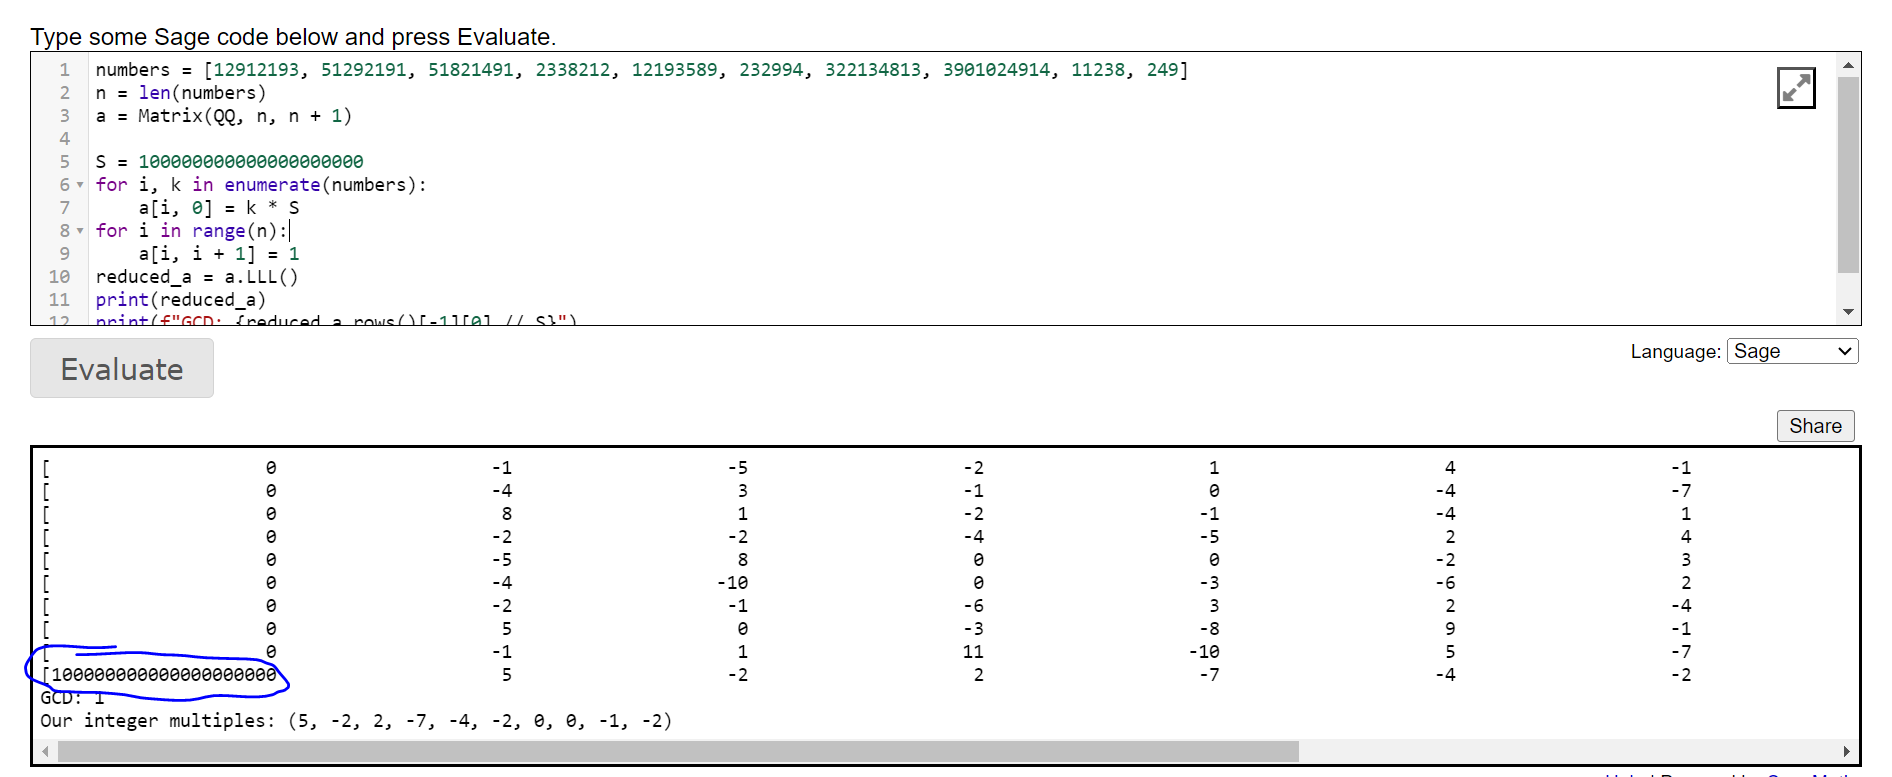 Type some Sage code below and press Evaluate.
1 numbers = [12912193, 51292191, 51821491, 2338212, 12193589, 232994, 322134813, 3901024914, 11238, 249]
2 n = len(numbers)
3 a = Matrix(QQ, n, n + 1)
4
5 S = 100000000000000000000
6 for i, k in enumerate(numbers):
7 a[i, 0] = k * S
8 for i in range(n):
9 a[i, i + 1] = 1
10 reduced_a = a.LLL()
11 print(reduced_a)
12 print(f"GCD: {reduced_a.rows()[-1][0] // S}")
Evaluate
Language: Sage
Share
[ 0 -1 -5 -2 1 4 -1
[ 0 -4 3 -1 0 -4 -7
[ 0 8 1 -2 -1 -4 1
[ 0 -2 -2 -4 -5 2 4
[ 0 -5 8 0 0 -2 3
[ 0 -4 -10 0 -3 -6 2
[ 0 -2 -1 -6 3 2 -4
[ 0 5 0 -3 -8 9 -1
[ 0 -1 1 11 -10 5 -7
[100000000000000000000 5 -2 2 -7 -4 -2
GCD: 1
Our integer multiples: (5, -2, 2, -7, -4, -2, 0, 0, -1, -2)